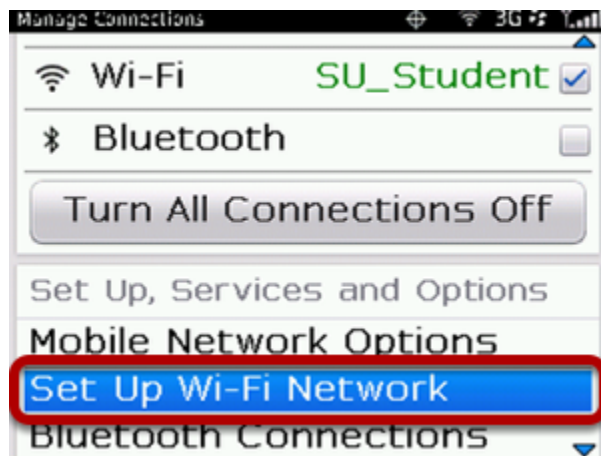 Manage Connections 3G
Wi-Fi SU_Student
Bluetooth
Turn All Connections Off
Set Up, Services and Options
Mobile Network Options
Set Up Wi-Fi Network
Bluetooth Connections